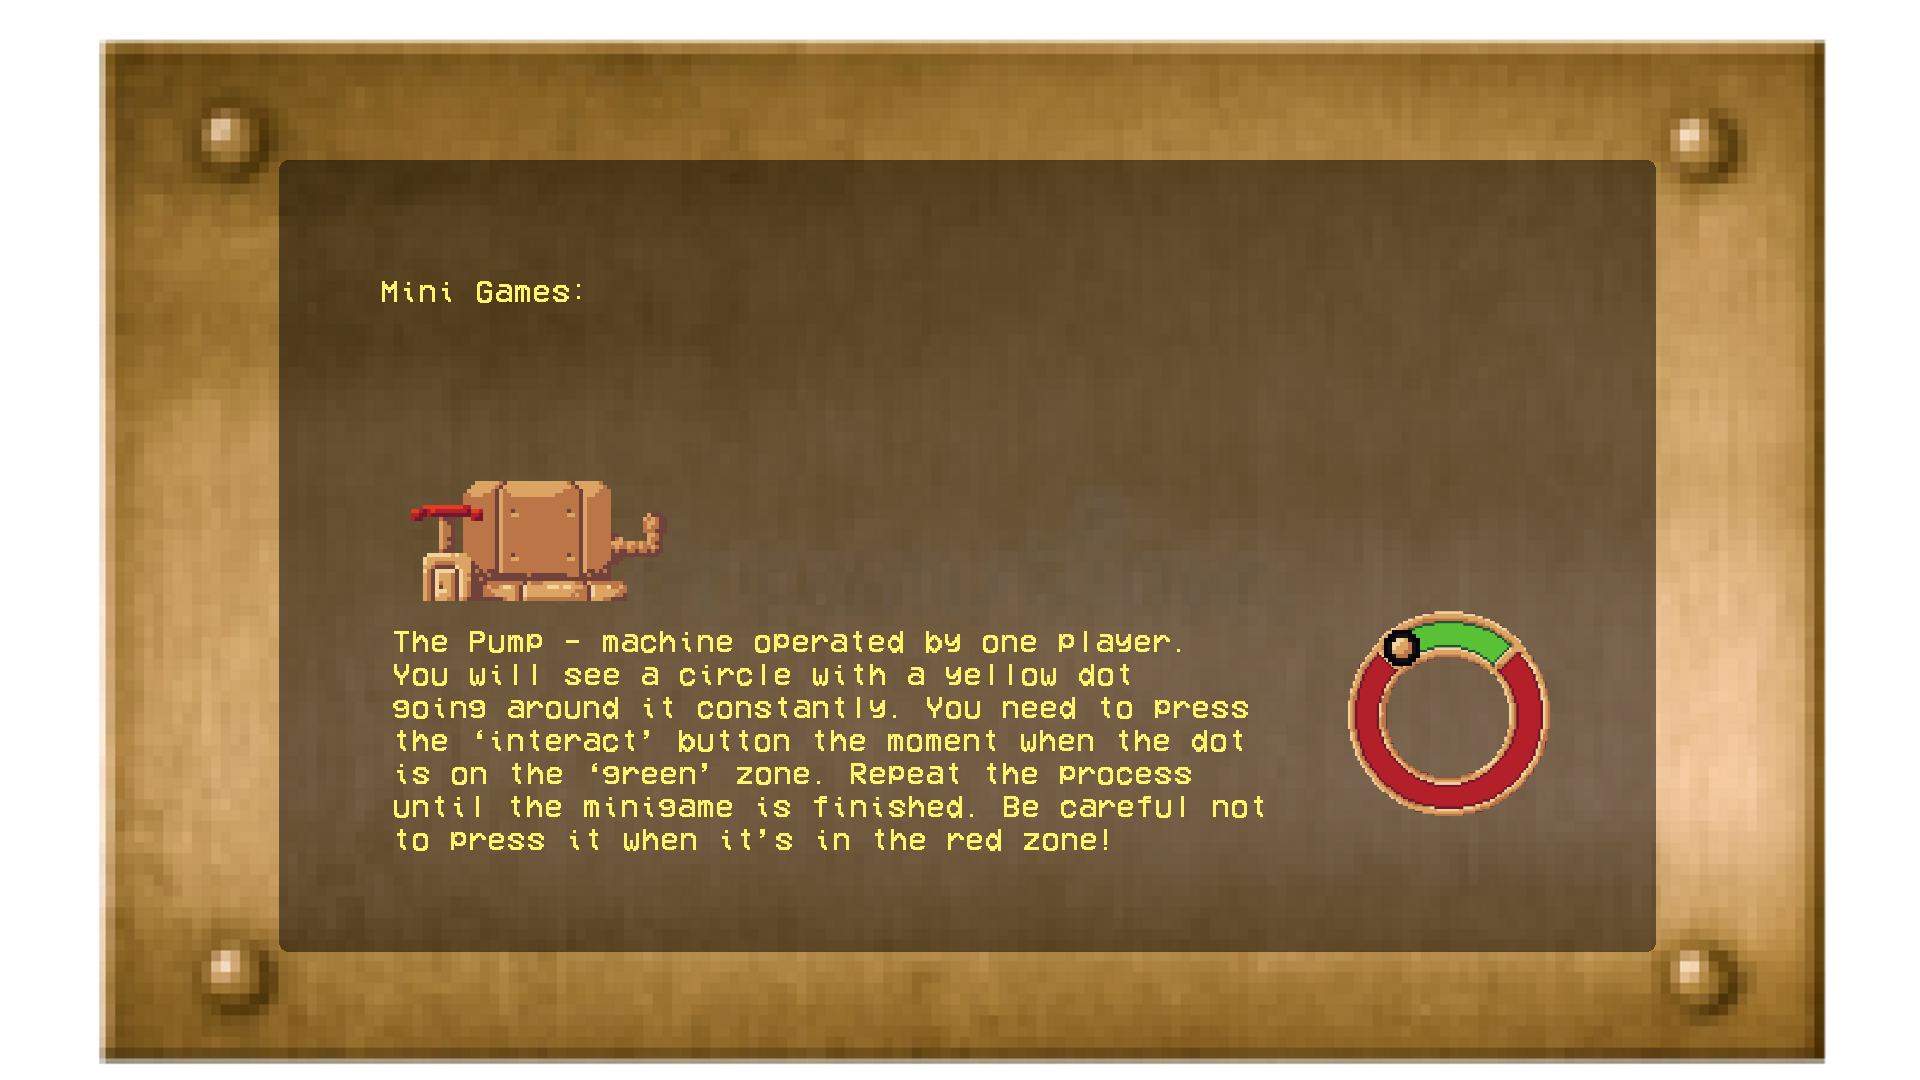 Mini Games:
The Pump - machine operated by one player.
You will see a circle with a yellow dot
going around it constantly. You need to press
the ‘interact’ button the moment when the dot
is on the ‘green’ zone. Repeat the process
until the minigame is finished. Be careful not
to press it when it’s in the red zone!